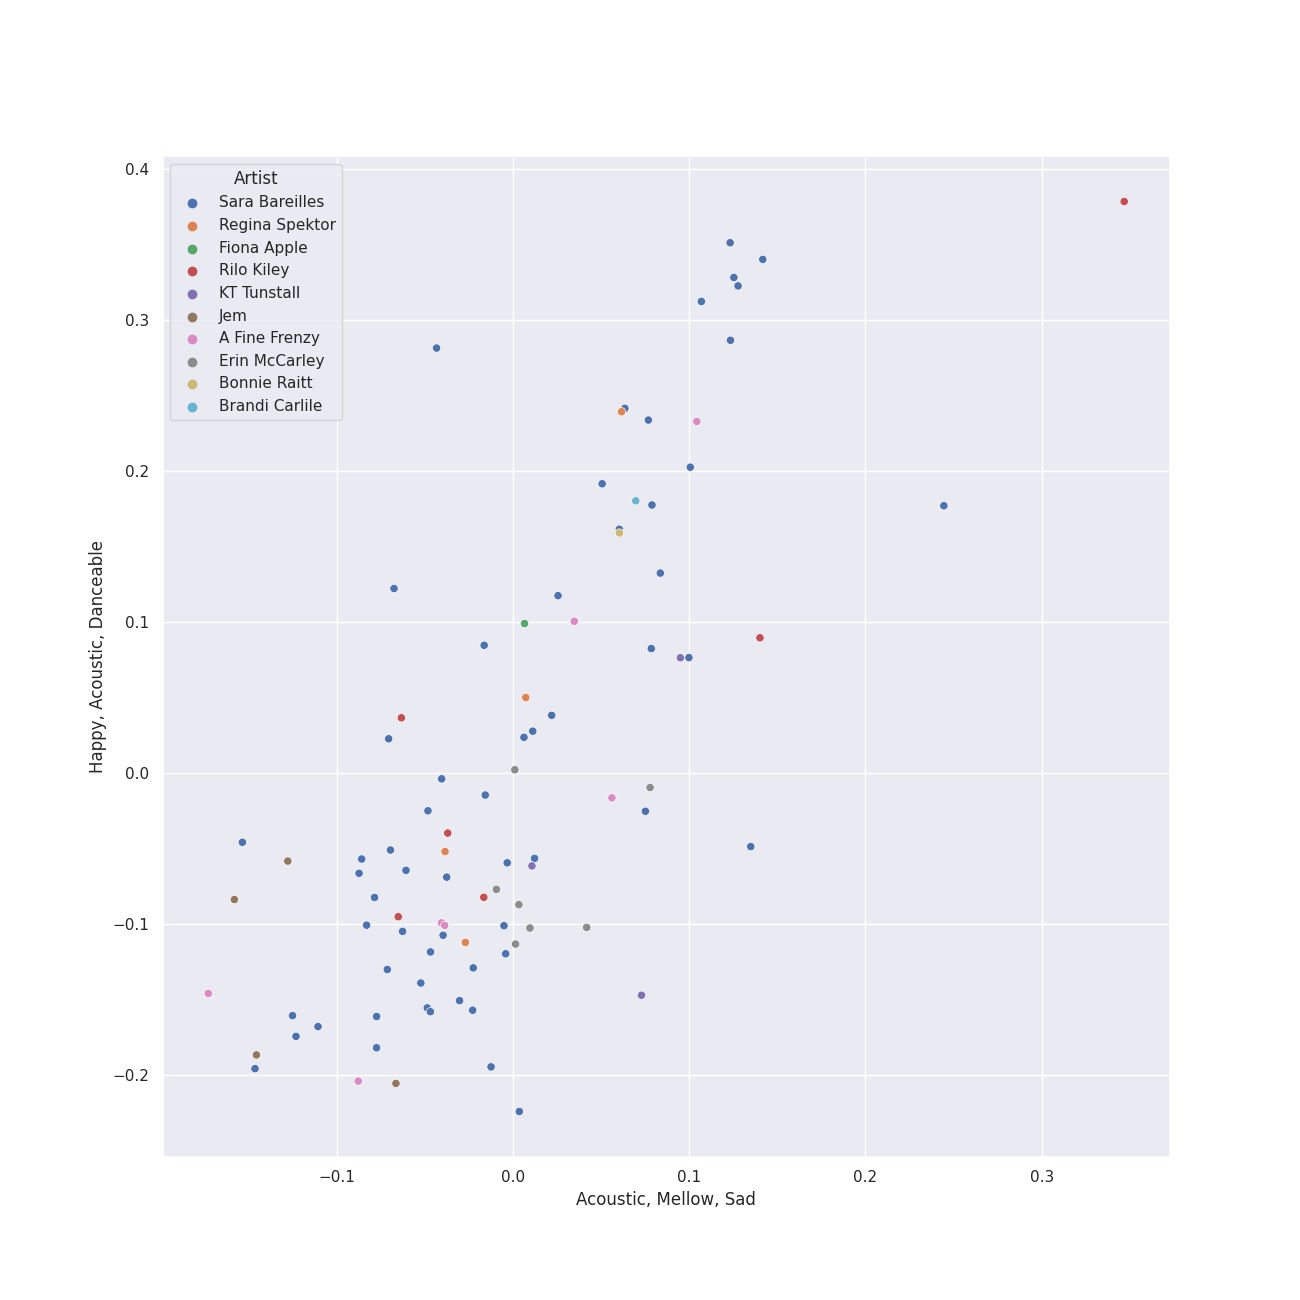 Artist
Sara Bareilles
Regina Spektor
Fiona Apple
Rilo Kiley
KT Tunstall
Jem
A Fine Frenzy
Erin McCarley
Bonnie Raitt
Brandi Carlile
0.4
0.3
0.2
0.1
0.0
−0.1
−0.2
Happy, Acoustic, Danceable
−0.1 0.0 0.1 0.2 0.3
Acoustic, Mellow, Sad